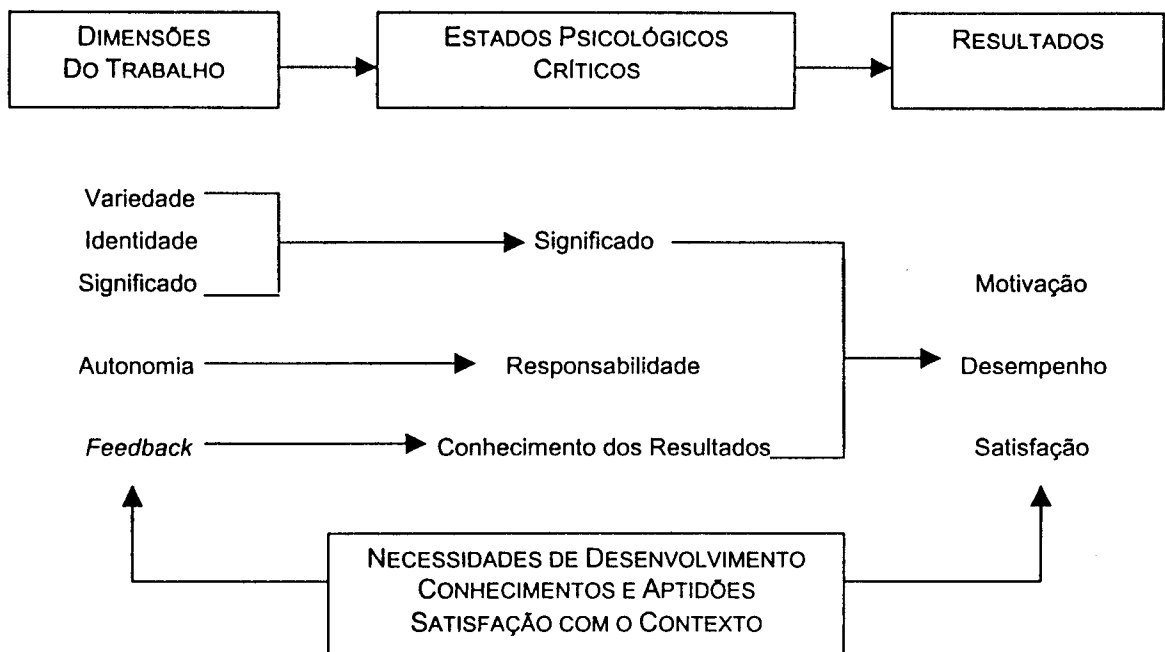 DIMENSÕES
DO TRABALHO
ESTADOS PSICOLÓGICOS
CRÍTICOS
RESULTADOS
Variedade
Identidade
Significado
Significado
Motivação
Autonomia
Responsabilidade
Desempenho
Feedback
Conhecimento dos Resultados
Satisfação
NECESSIDADES DE DESENVOLVIMENTO
CONHECIMENTOS E APTIDÕES
SATISFAÇÃO COM O CONTEXTO